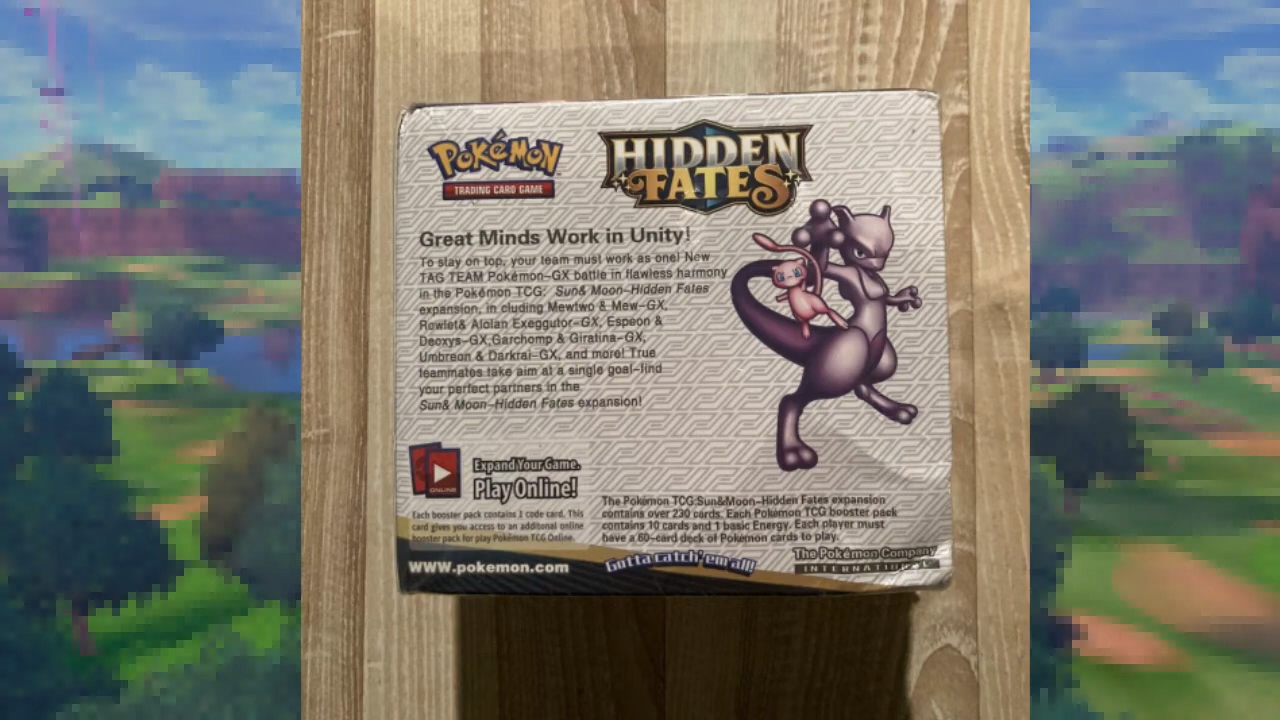 POKéMON
TRADING CARD GAME
HIDDEN
FATES
Great Minds Work in Unity!
To stay on top, your team must work as one! New
TAG TEAM Pokémon-GX battle in flawless harmony
in the Pokémon TCG: Sun& Moon-Hidden Fates
expansion, in cluding Mewtwo & Mew-GX,
Rowlet& Alolan Exeggutor-GX, Espeon &
Deoxys-GX,Garchomp & Giratina-GX,
Umbreon & Darkrai-GX, and more! True
teammates take aim at a single goal-find
your perfect partners in the
Sun& Moon-Hidden Fates expansion!
ONLINE
Expand Your Game.
Play Online!
Each booster pack contains 1 code card. This
card gives you access to an additional online
booster pack for play Pokémon TCG Online.
The Pokémon TCG:Sun&Moon-Hidden Fates expansion
contains over 230 cards. Each Pokémon TCG booster pack
contains 10 cards and 1 basic Energy. Each player must
have a 60-card deck of Pokémon cards to play.
www.pokemon.com
Gotta catch 'em all!
The Pokémon Company
INTERNATIONAL